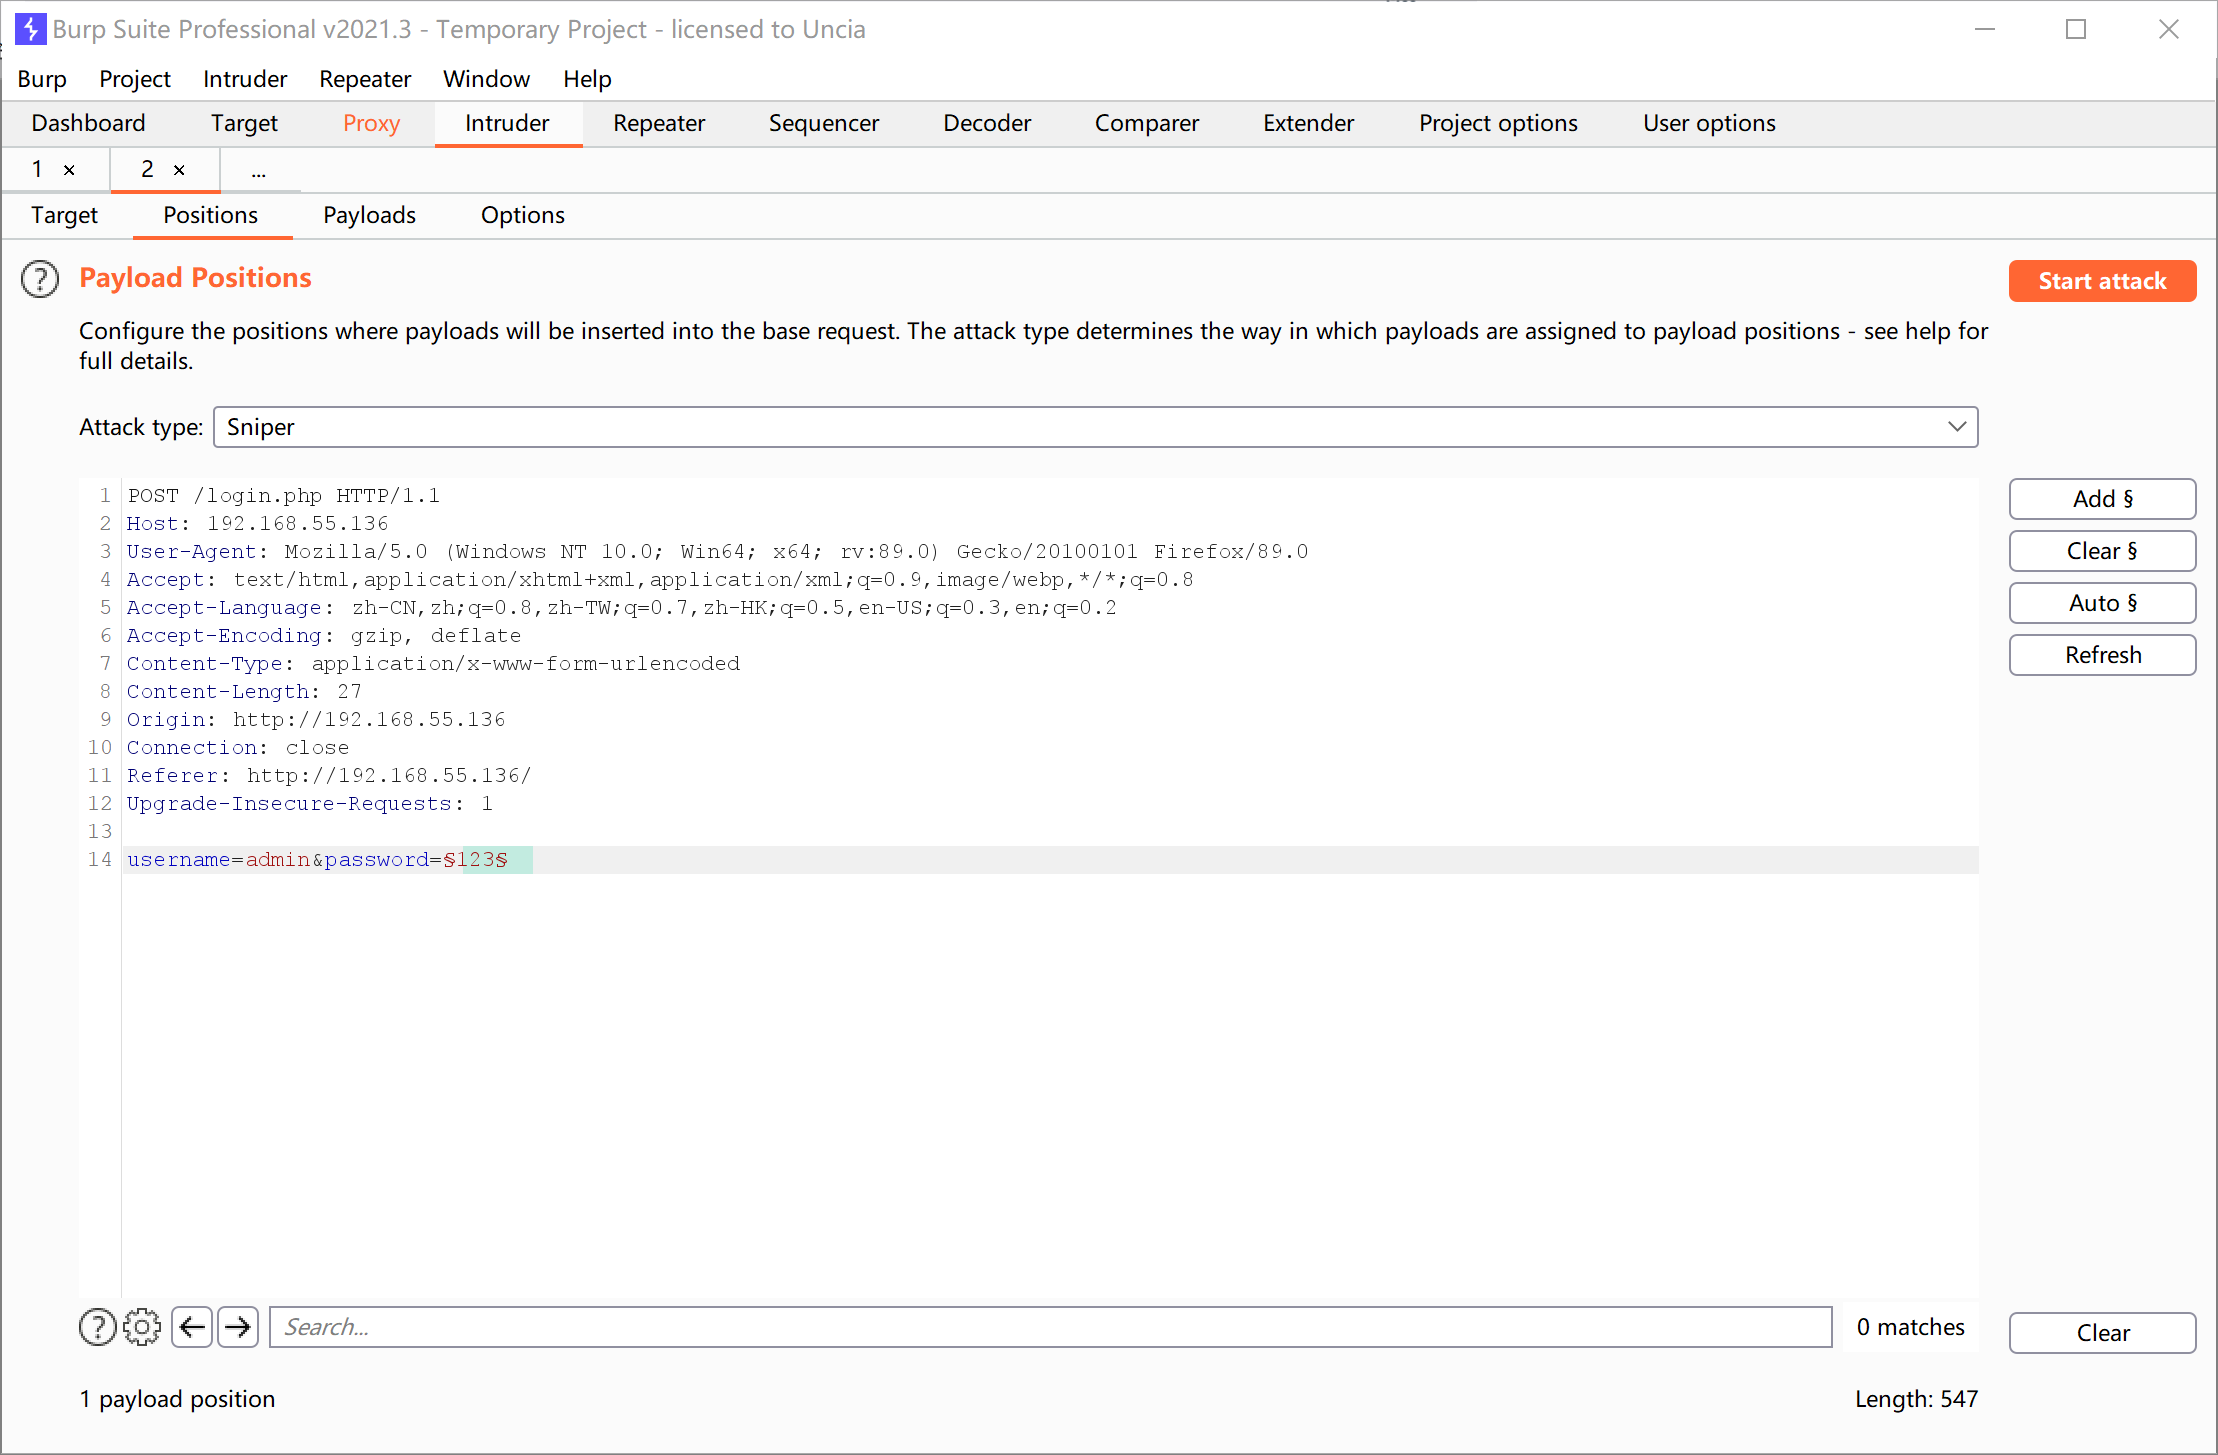 Burp Suite Professional v2021.3 - Temporary Project - licensed to Uncia
Burp Project Intruder Repeater Window Help
Dashboard Target Proxy Intruder Repeater Sequencer Decoder Comparer Extender Project options User options
1 × 2 × ...
Target Positions Payloads Options
? Payload Positions
Start attack
Configure the positions where payloads will be inserted into the base request. The attack type determines the way in which payloads are assigned to payload positions - see help for
full details.
Attack type: Sniper
1 POST /login.php HTTP/1.1
2 Host: 192.168.55.136
3 User-Agent: Mozilla/5.0 (Windows NT 10.0; Win64; x64; rv:89.0) Gecko/20100101 Firefox/89.0
4 Accept: text/html,application/xhtml+xml,application/xml;q=0.9,image/webp,*/*;q=0.8
5 Accept-Language: zh-CN,zh;q=0.8,zh-TW;q=0.7,zh-HK;q=0.5,en-US;q=0.3,en;q=0.2
6 Accept-Encoding: gzip, deflate
7 Content-Type: application/x-www-form-urlencoded
8 Content-Length: 27
9 Origin: http://192.168.55.136
10 Connection: close
11 Referer: http://192.168.55.136/
12 Upgrade-Insecure-Requests: 1
13
14 username=admin&password=§123§
Add §
Clear §
Auto §
Refresh
? Search... 0 matches
Clear
1 payload position
Length: 547